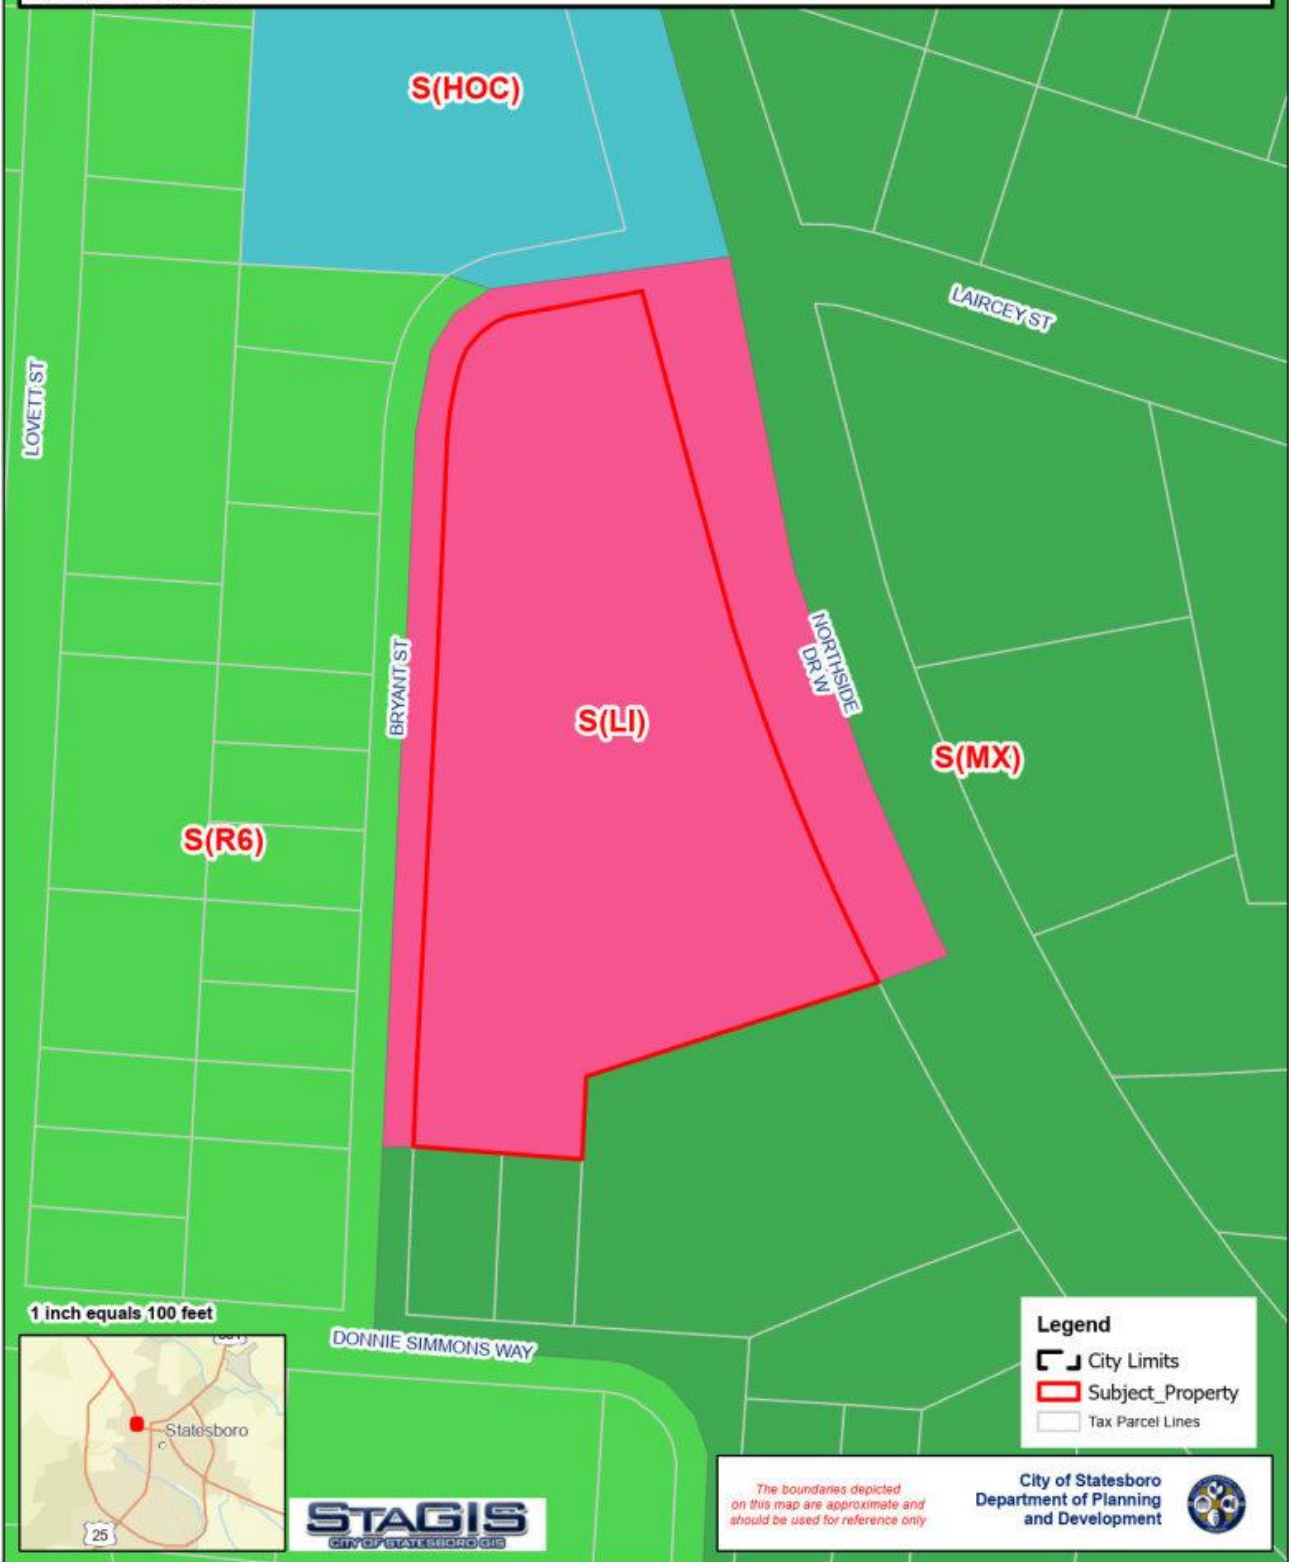 S(HOC)
LAIRCEY ST
LOVETT ST
NORTHSIDE
DR W
BRYANT ST
S(LI)
S(MX)
S(R6)
1 inch equals 100 feet
DONNIE SIMMONS WAY
Statesboro
25
STAGIS
CITY OF STATESBORO GIS
Legend
City Limits
Subject_Property
Tax Parcel Lines
The boundaries depicted
on this map are approximate and
should be used for reference only
City of Statesboro
Department of Planning
and Development